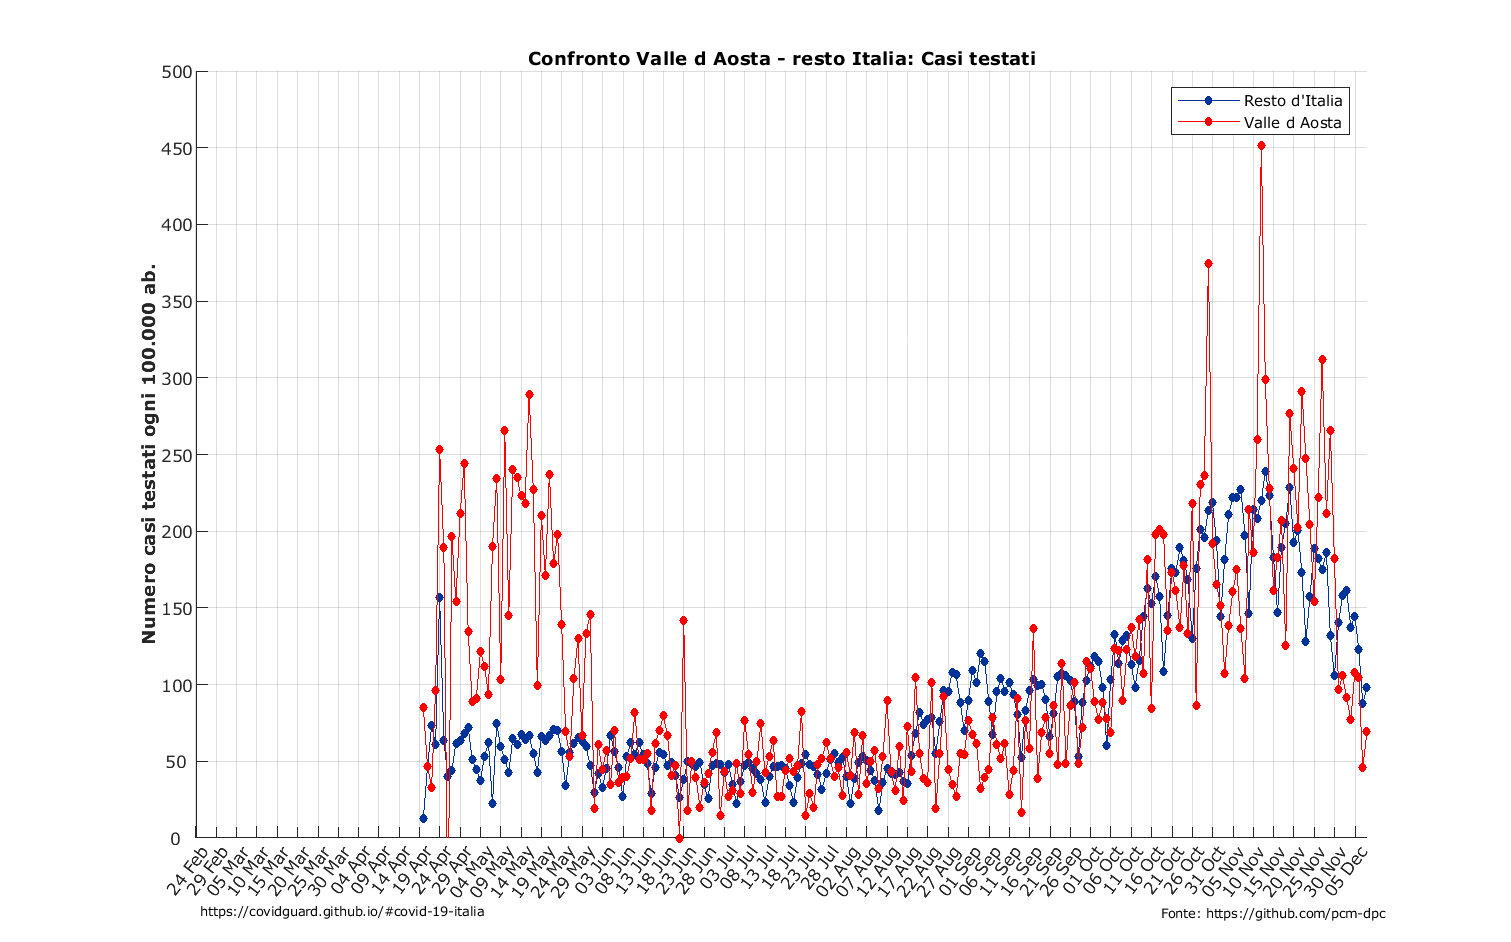 Confronto Valle d Aosta - resto Italia: Casi testati
Resto d'Italia
Valle d Aosta
Numero casi testati ogni 100.000 ab.
500
450
400
350
300
250
200
150
100
50
0
24 Feb
29 Feb
05 Mar
10 Mar
15 Mar
20 Mar
25 Mar
30 Mar
04 Apr
09 Apr
14 Apr
19 Apr
24 Apr
29 Apr
04 May
09 May
14 May
19 May
24 May
29 May
03 Jun
08 Jun
13 Jun
18 Jun
23 Jun
28 Jun
03 Jul
08 Jul
13 Jul
18 Jul
23 Jul
28 Jul
02 Aug
07 Aug
12 Aug
17 Aug
22 Aug
27 Aug
01 Sep
06 Sep
11 Sep
16 Sep
21 Sep
26 Sep
01 Oct
06 Oct
11 Oct
16 Oct
21 Oct
26 Oct
31 Oct
05 Nov
10 Nov
15 Nov
20 Nov
25 Nov
30 Nov
05 Dec
https://covidguard.github.io/#covid-19-italia
Fonte: https://github.com/pcm-dpc